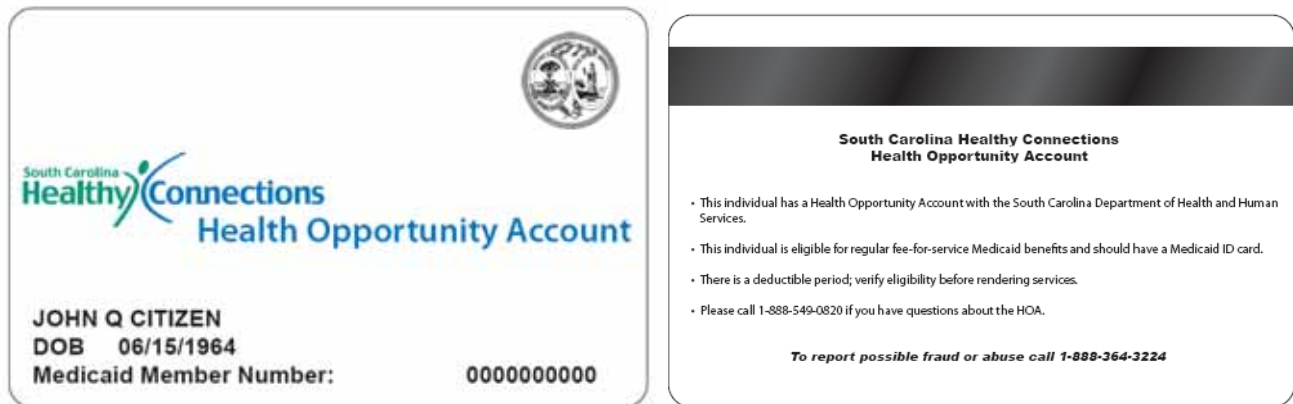 South Carolina
Healthy Connections
Health Opportunity Account
JOHN Q CITIZEN
DOB 06/15/1964
Medicaid Member Number: 0000000000
South Carolina Healthy Connections
Health Opportunity Account
• This individual has a Health Opportunity Account with the South Carolina Department of Health and Human
Services.
• This individual is eligible for regular fee-for-service Medicaid benefits and should have a Medicaid ID card.
• There is a deductible period; verify eligibility before rendering services.
• Please call 1-888-549-0820 if you have questions about the HOA.
To report possible fraud or abuse call 1-888-364-3224